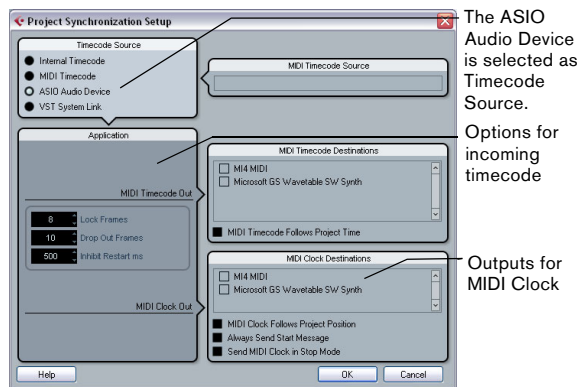 Project Synchronization Setup
Timecode Source
Internal Timecode
MIDI Timecode
ASIO Audio Device
VST System Link
MIDI Timecode Source
The ASIO
Audio Device
is selected as
Timecode
Source.
Application
MIDI Timecode Out
8 Lock Frames
10 Drop Out Frames
500 Inhibit Restart ms
MIDI Clock Out
MIDI Timecode Destinations
MI4 MIDI
Microsoft GS Wavetable SW Synth
MIDI Timecode Follows Project Time
Options for
incoming
timecode
MIDI Clock Destinations
MI4 MIDI
Microsoft GS Wavetable SW Synth
MIDI Clock Follows Project Position
Always Send Start Message
Send MIDI Clock in Stop Mode
Outputs for
MIDI Clock
Help
OK
Cancel